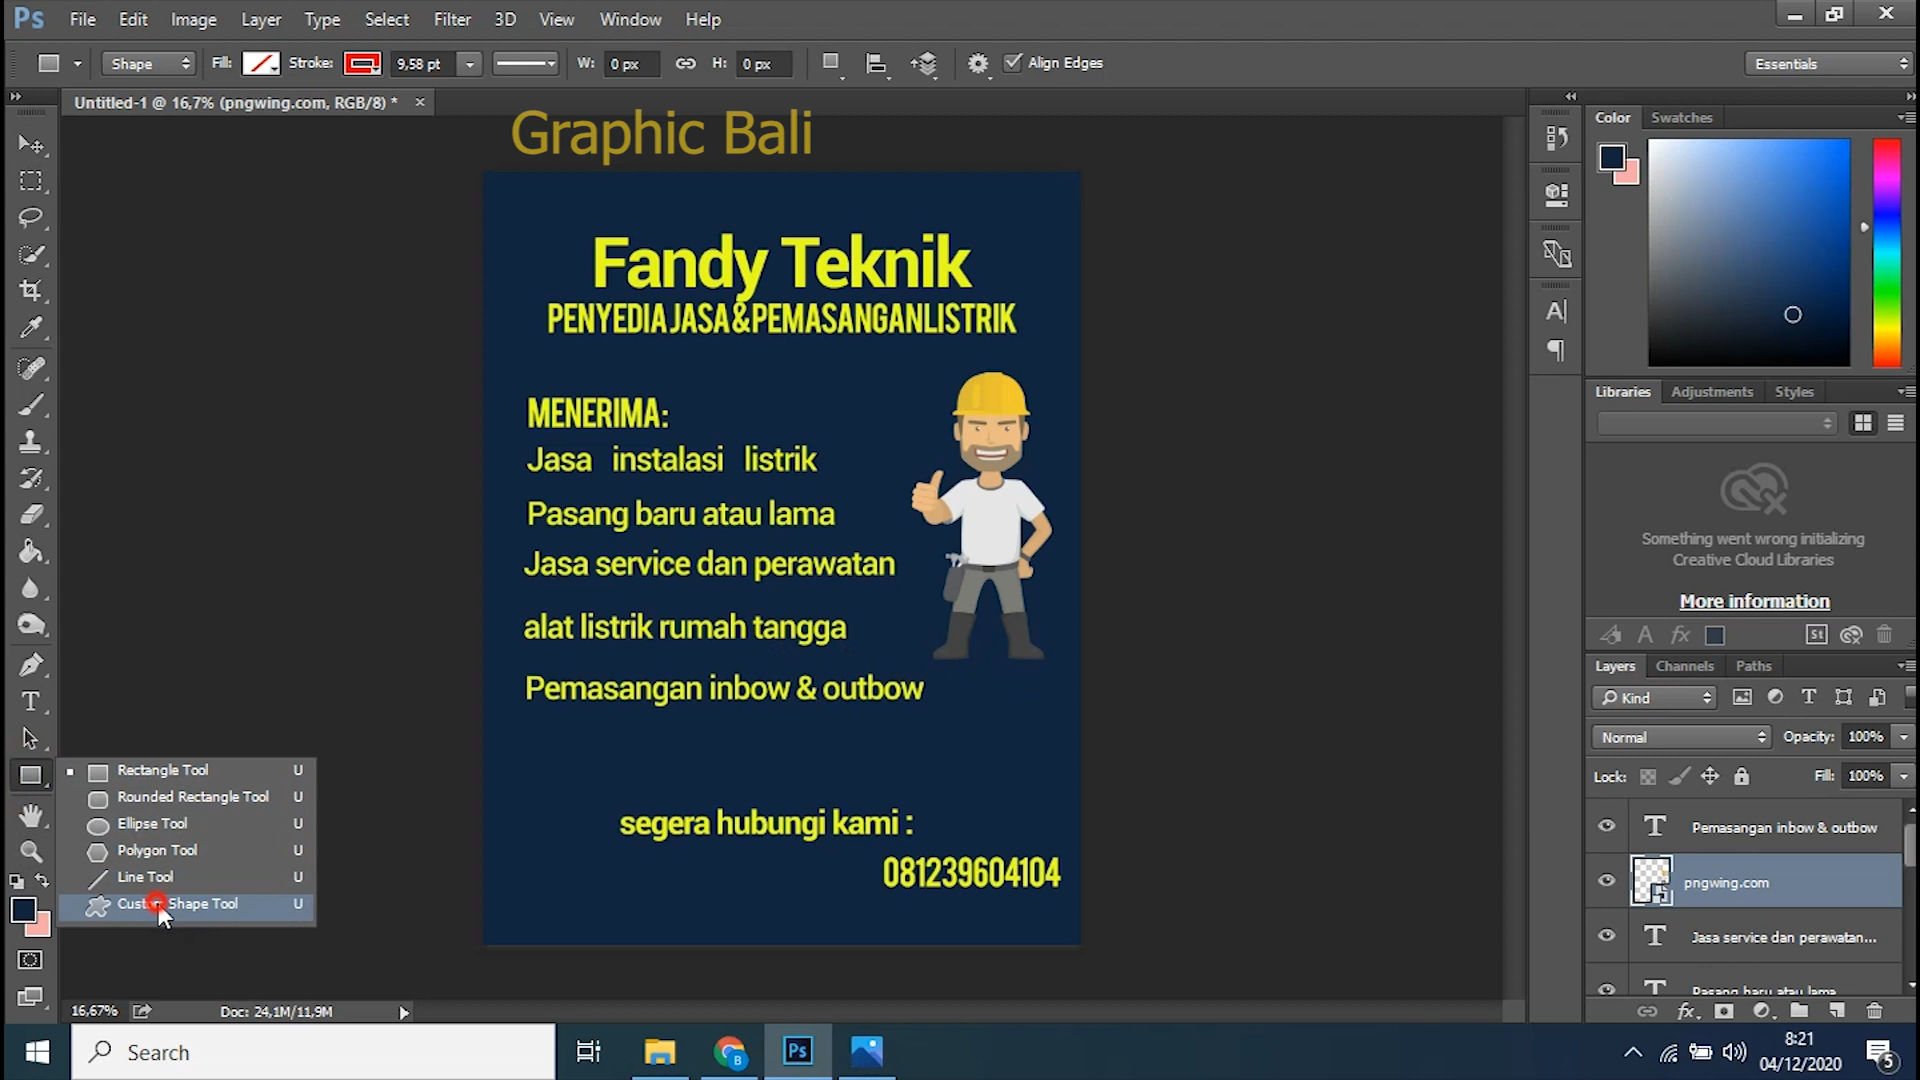 Ps File Edit Image Layer Type Select Filter 3D View Window Help
Shape Fill: Stroke: 9,58 pt W: 0 px H: 0 px Align Edges Essentials
Untitled-1 @ 16,7% (pngwing.com, RGB/8) *
Graphic Bali
Fandy Teknik
PENYEDIA JASA & PEMASANGAN LISTRIK
MENERIMA:
Jasa instalasi listrik
Pasang baru atau lama
Jasa service dan perawatan
alat listrik rumah tangga
Pemasangan inbow & outbow
segera hubungi kami :
081239604104
Rectangle Tool U
Rounded Rectangle Tool U
Ellipse Tool U
Polygon Tool U
Line Tool U
Custom Shape Tool U
Color Swatches
Libraries Adjustments Styles
Something went wrong initializing
Creative Cloud Libraries
More information
Layers Channels Paths
Kind
Normal Opacity: 100%
Lock: Fill: 100%
Pemasangan inbow & outbow
pngwing.com
Jasa service dan perawatan...
Pasang baru atau lama
16,67% Doc: 24,1M/11,9M
Search
8:21
04/12/2020
5